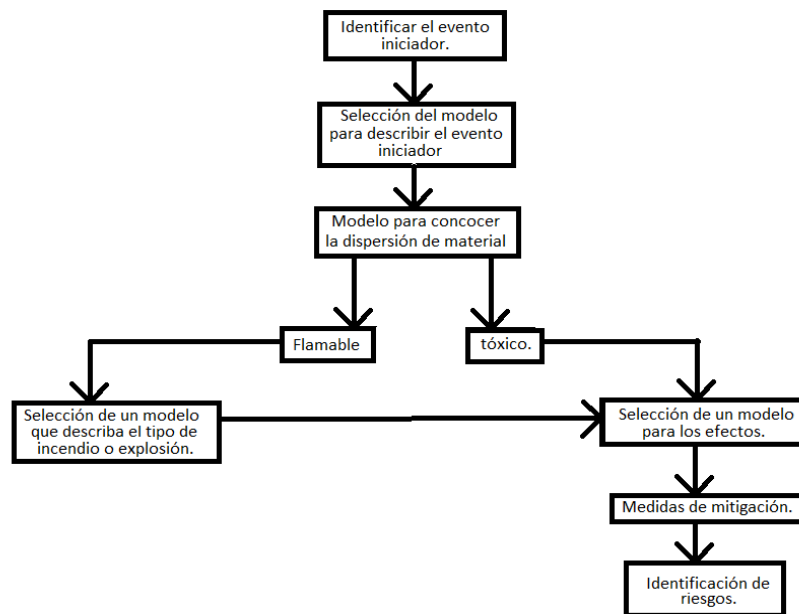 Identificar el evento
iniciador.
Selección del modelo
para describir el evento
iniciador
Modelo para concocer
la dispersión de material
Flamable
tóxico.
Selección de un modelo
que describa el tipo de
incendio o explosión.
Selección de un modelo
para los efectos.
Medidas de mitigación.
Identificación de
riesgos.